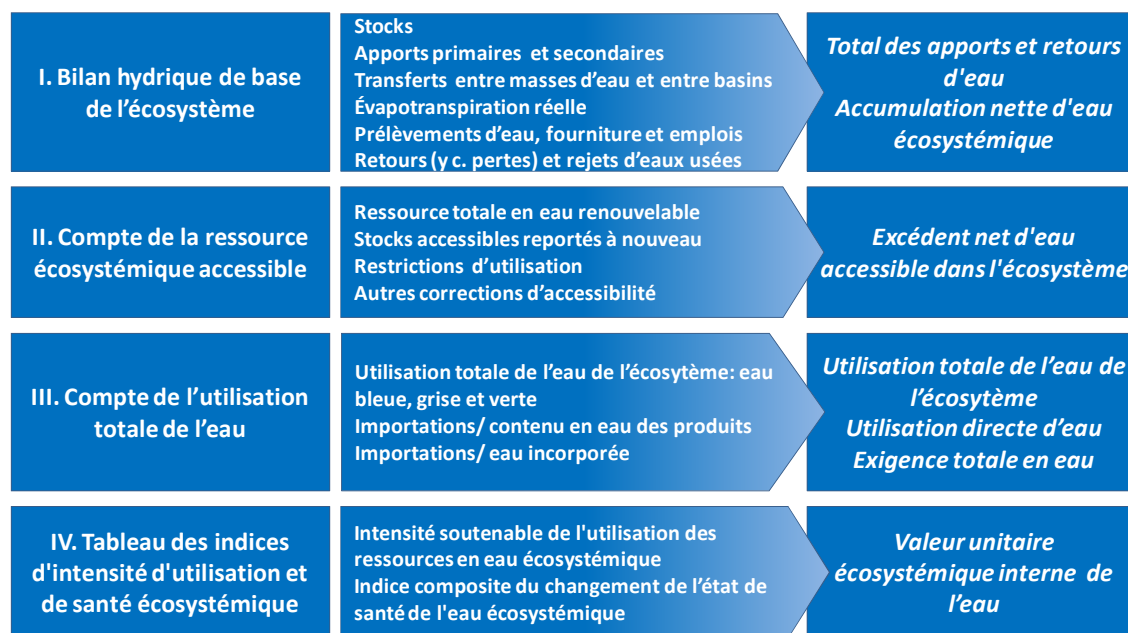 I. Bilan hydrique de base
de l'écosystème
Stocks
Apports primaires et secondaires
Transferts entre masses d'eau et entre basins
Évapotranspiration réelle
Prélèvements d'eau, fourniture et emplois
Retours (y c. pertes) et rejets d'eaux usées
Total des apports et retours
d'eau
Accumulation nette d'eau
écosystémique
II. Compte de la ressource
écosystémique accessible
Ressource totale en eau renouvelable
Stocks accessibles reportés à nouveau
Restrictions d'utilisation
Autres corrections d'accessibilité
Excédent net d'eau
accessible dans l'écosystème
III. Compte de l'utilisation
totale de l'eau
Utilisation totale de l'eau de l'écosytème: eau
bleue, grise et verte
Importations/ contenu en eau des produits
Importations/ eau incorporée
Utilisation totale de l'eau de
l'écosytème
Utilisation directe d'eau
Exigence totale en eau
IV. Tableau des indices
d'intensité d'utilisation et
de santé écosystémique
Intensité soutenable de l'utilisation des
ressources en eau écosystémique
Indice composite du changement de l'état de
santé de l'eau écosystémique
Valeur unitaire
écosystémique interne de
l'eau